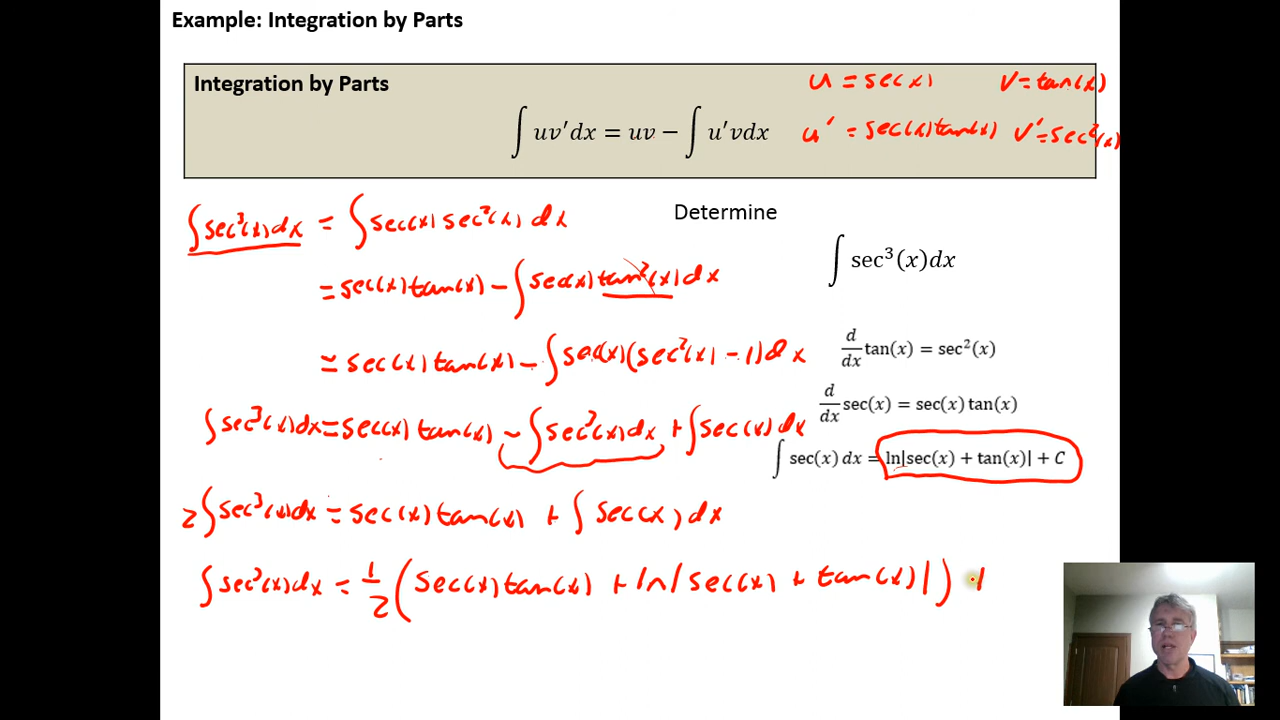 Example: Integration by Parts
Integration by Parts
∫uv′dx = uv − ∫u′vdx
u = sec(x) v = tan(x)
u′ = sec(x)tan(x) v′ = sec²(x)
Determine
∫sec³(x)dx
d/dx tan(x) = sec²(x)
d/dx sec(x) = sec(x) tan(x)
∫sec(x) dx = ln|sec(x) + tan(x)| + C
∫sec³(x)dx = ∫sec(x) sec²(x) dx
= sec(x)tan(x) − ∫sec(x)tan²(x)dx
= sec(x)tan(x) − ∫sec(x)(sec²(x) − 1)dx
∫sec³(x)dx = sec(x)tan(x) − ∫sec³(x)dx + ∫sec(x)dx
2∫sec³(x)dx = sec(x)tan(x) + ∫sec(x)dx
∫sec³(x)dx = 1/2 (sec(x)tan(x) + ln|sec(x) + tan(x)|)